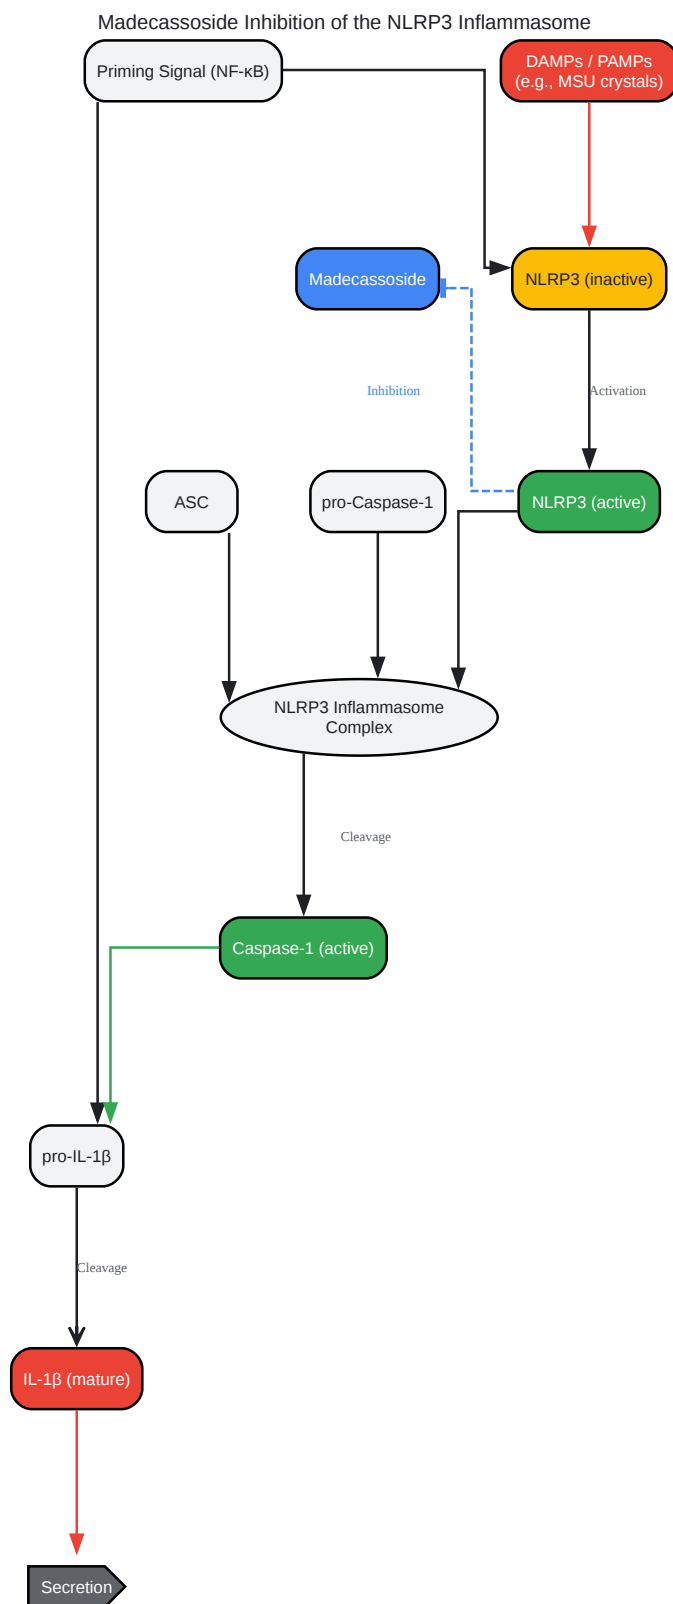 Madecassoside Inhibition of the NLRP3 Inflammasome
Priming Signal (NF-κB)
DAMPs / PAMPs
(e.g., MSU crystals)
Madecassoside
NLRP3 (inactive)
Inhibition
Activation
ASC
pro-Caspase-1
NLRP3 (active)
NLRP3 Inflammasome
Complex
Cleavage
Caspase-1 (active)
pro-IL-1β
Cleavage
IL-1β (mature)
Secretion